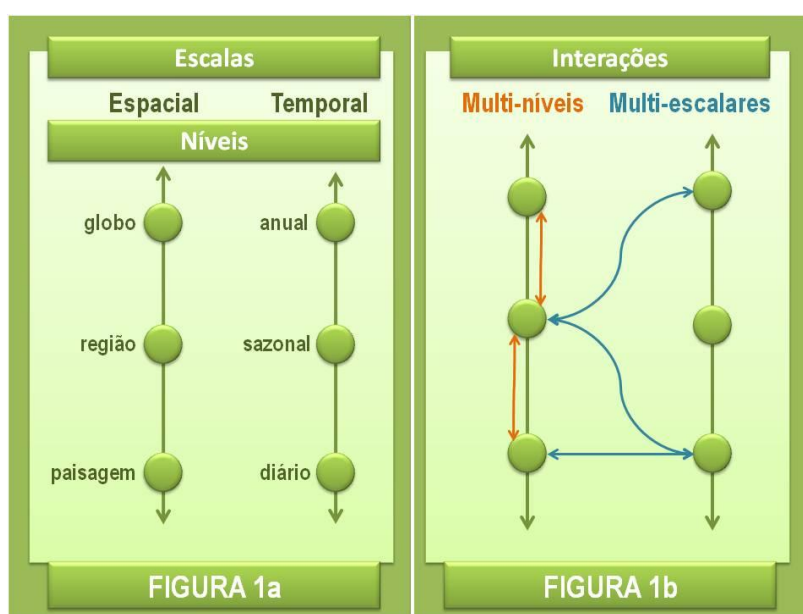 Escalas
Espacial Temporal
Níveis
globo anual
região sazonal
paisagem diário
FIGURA 1a
Interações
Multi-níveis Multi-escalares
FIGURA 1b